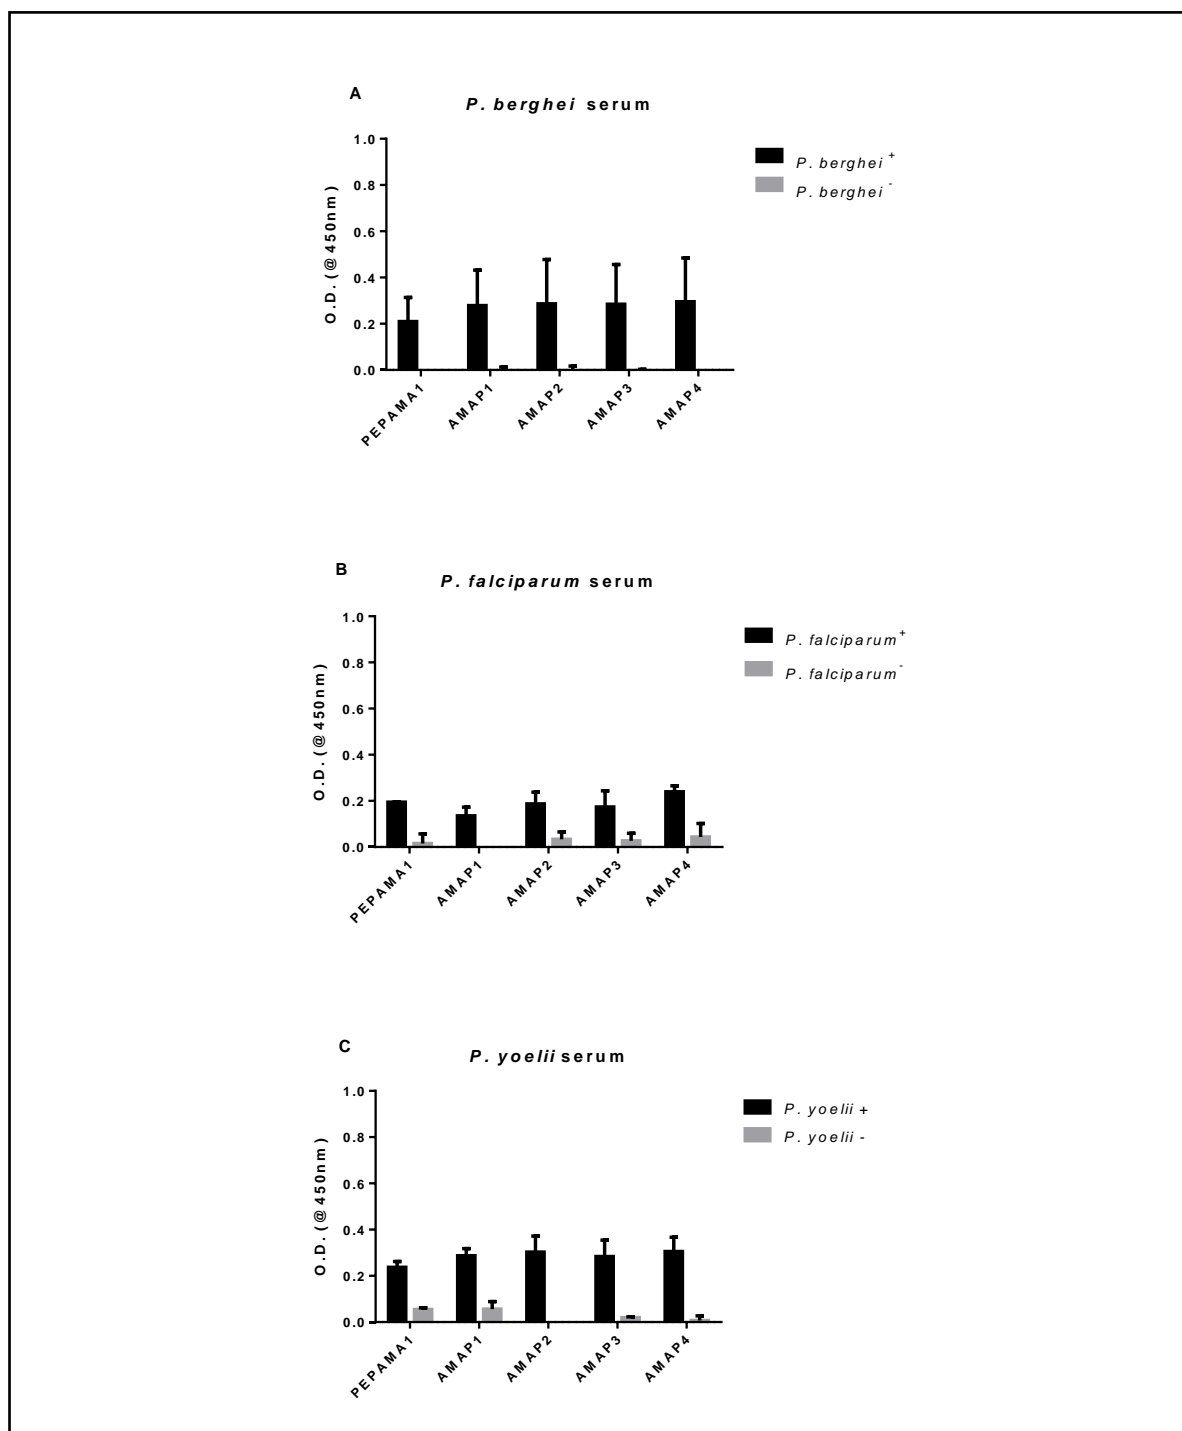 A
P. berghei serum
1.0
0.8
0.6
0.4
0.2
0.0
O.D. (@450nm)
PEPAMA1
AMAP1
AMAP2
AMAP3
AMAP4
P. berghei +
P. berghei -
B
P. falciparum serum
1.0
0.8
0.6
0.4
0.2
0.0
O.D. (@450nm)
PEPAMA1
AMAP1
AMAP2
AMAP3
AMAP4
P. falciparum +
P. falciparum -
C
P. yoelii serum
1.0
0.8
0.6
0.4
0.2
0.0
O.D. (@450nm)
PEPAMA1
AMAP1
AMAP2
AMAP3
AMAP4
P. yoelii +
P. yoelii -